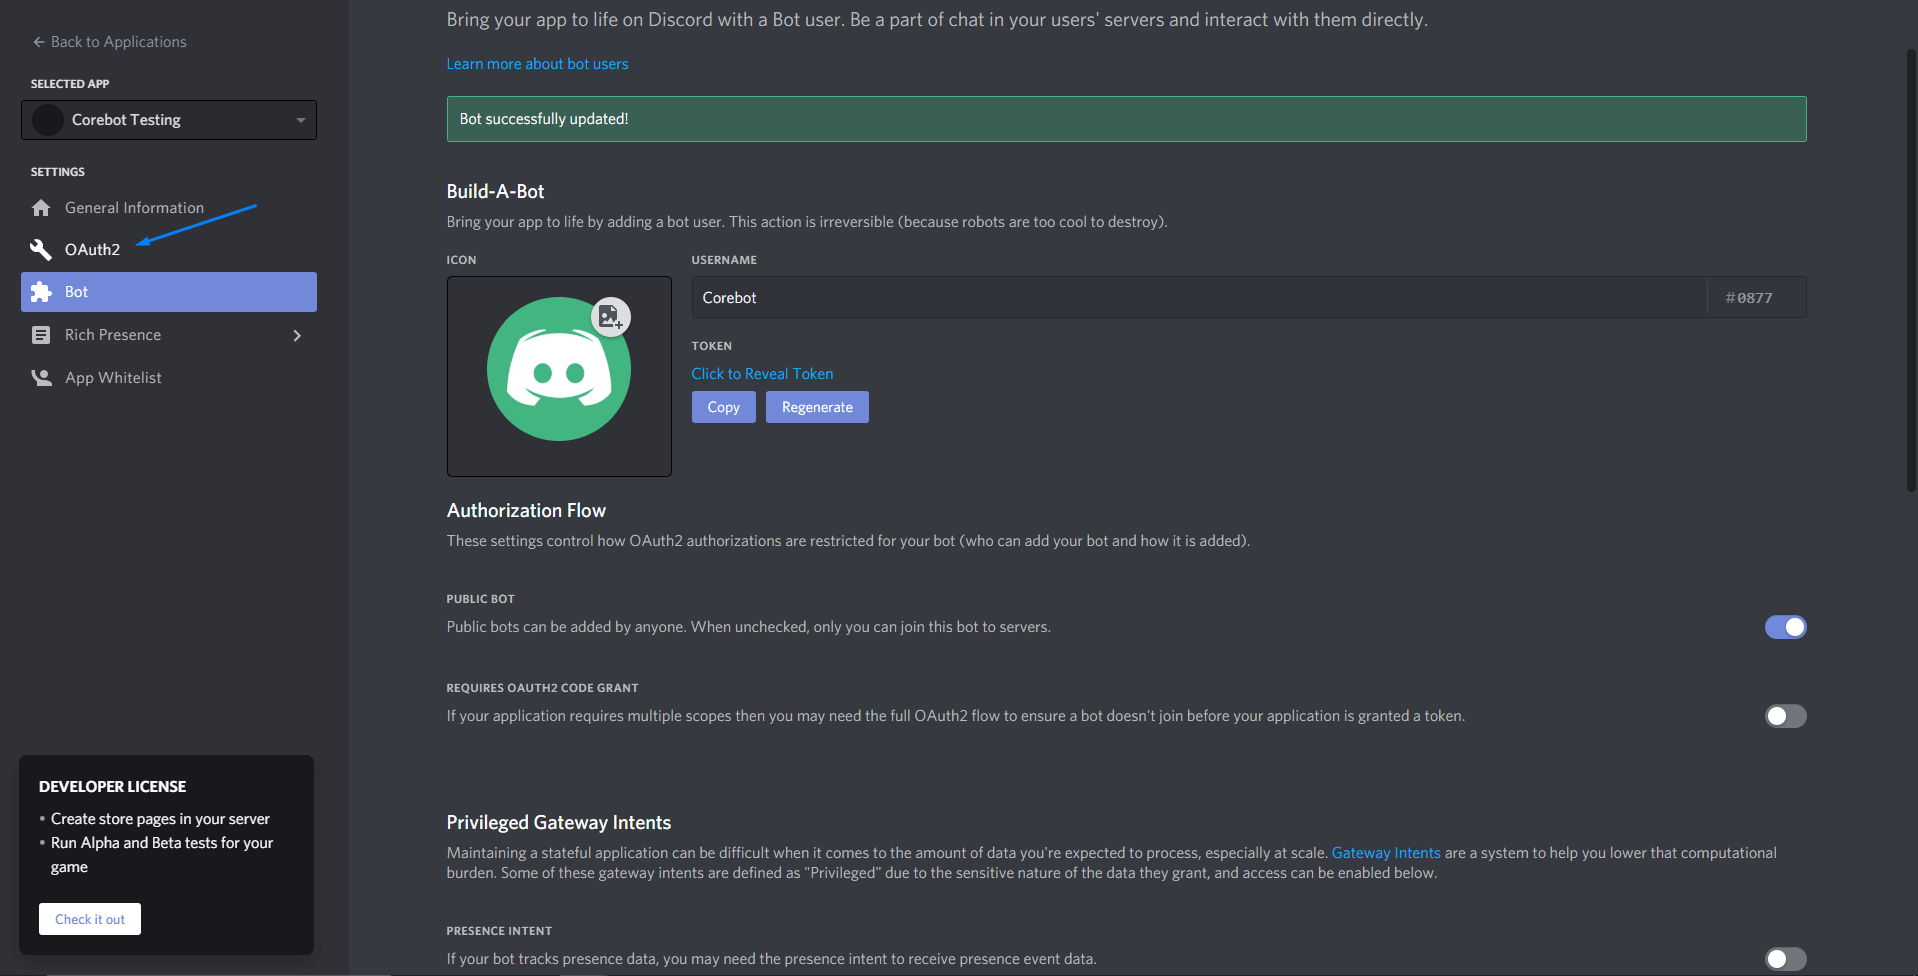 Back to Applications
SELECTED APP
Corebot Testing
SETTINGS
General Information
OAuth2
Bot
Rich Presence
App Whitelist
DEVELOPER LICENSE
• Create store pages in your server
• Run Alpha and Beta tests for your
game
Check it out
Bring your app to life on Discord with a Bot user. Be a part of chat in your users' servers and interact with them directly.
Learn more about bot users
Bot successfully updated!
Build-A-Bot
Bring your app to life by adding a bot user. This action is irreversible (because robots are too cool to destroy).
ICON
USERNAME
Corebot
#0877
TOKEN
Click to Reveal Token
Copy
Regenerate
Authorization Flow
These settings control how OAuth2 authorizations are restricted for your bot (who can add your bot and how it is added).
PUBLIC BOT
Public bots can be added by anyone. When unchecked, only you can join this bot to servers.
REQUIRES OAUTH2 CODE GRANT
If your application requires multiple scopes then you may need the full OAuth2 flow to ensure a bot doesn't join before your application is granted a token.
Privileged Gateway Intents
Maintaining a stateful application can be difficult when it comes to the amount of data you're expected to process, especially at scale. Gateway Intents are a system to help you lower that computational
burden. Some of these gateway intents are defined as "Privileged" due to the sensitive nature of the data they grant, and access can be enabled below.
PRESENCE INTENT
If your bot tracks presence data, you may need the presence intent to receive presence event data.